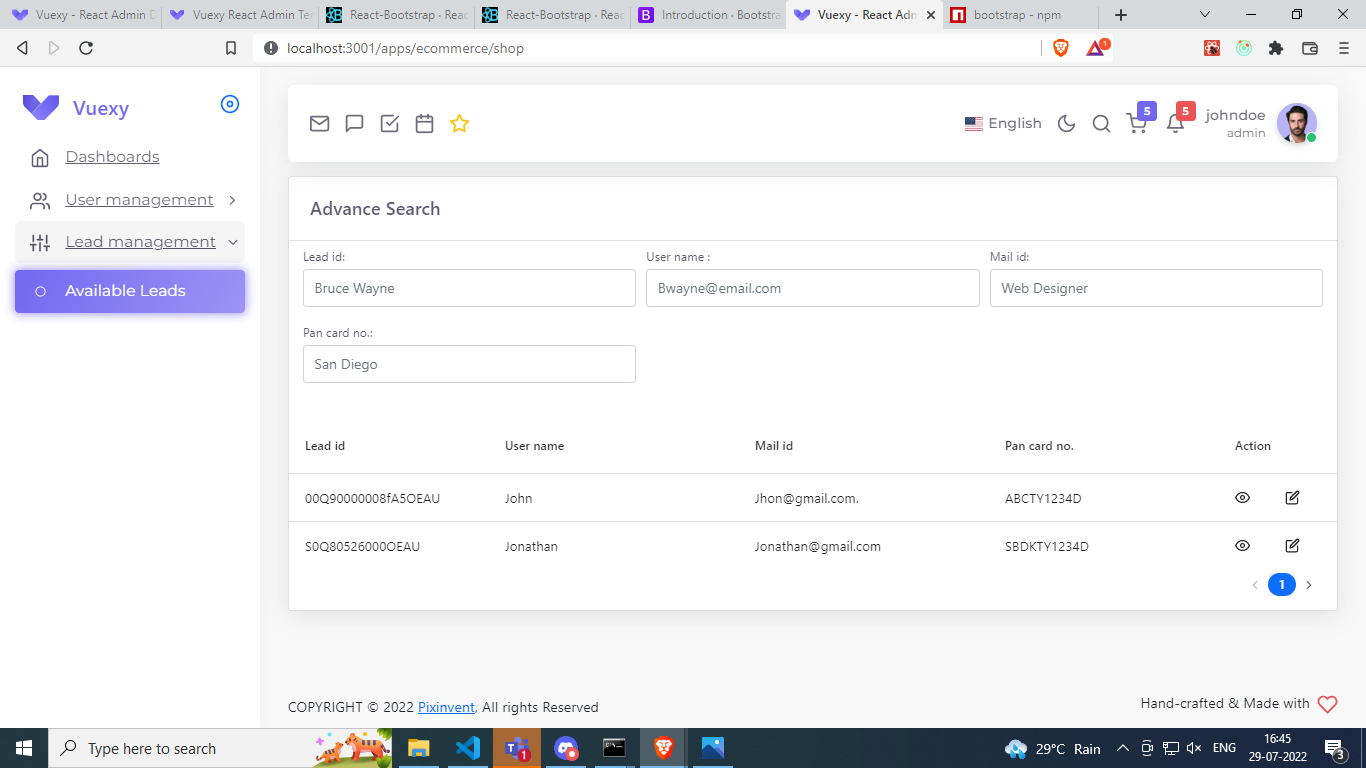 Vuexy - React Admin D
Vuexy React Admin Te
React-Bootstrap · Reac
React-Bootstrap · Reac
Introduction · Bootstra
Vuexy - React Adm
bootstrap - npm
localhost:3001/apps/ecommerce/shop
1
Vuexy
Dashboards
User management
Lead management
Available Leads
English
5
5
johndoe
admin
Advance Search
Lead id:
User name :
Mail id:
Bruce Wayne
Bwayne@email.com
Web Designer
Pan card no.:
San Diego
Lead id User name Mail id Pan card no. Action
00Q90000008fA5OEAU John Jhon@gmail.com. ABCTY1234D
S0Q80526000OEAU Jonathan Jonathan@gmail.com SBDKTY1234D
1
COPYRIGHT © 2022 Pixinvent, All rights Reserved
Hand-crafted & Made with
Type here to search
1
29°C Rain
ENG
16:45
29-07-2022
3